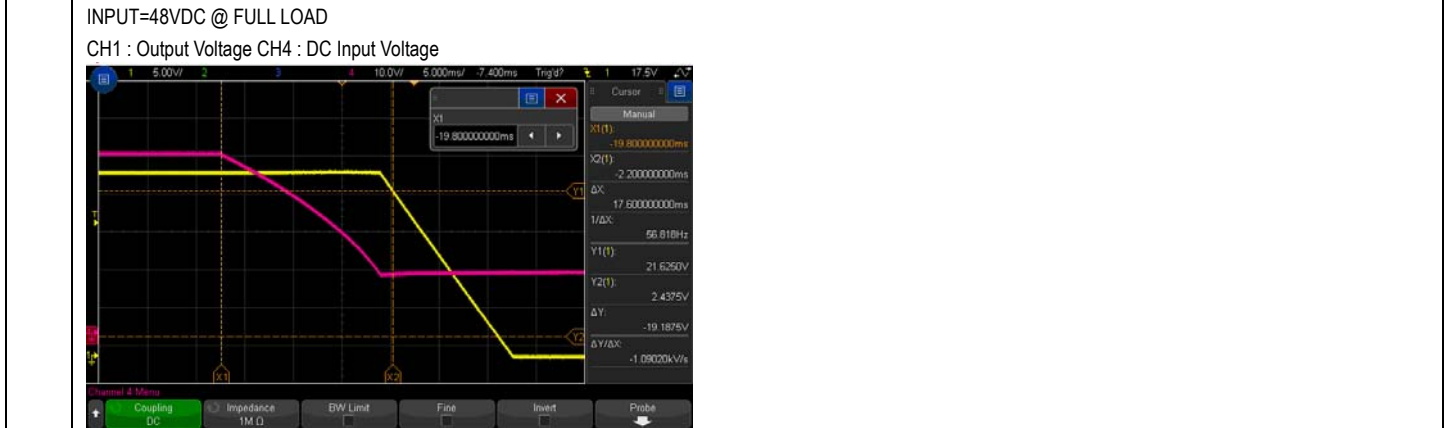 INPUT=48VDC @ FULL LOAD
CH1 : Output Voltage CH4 : DC Input Voltage
1 5.00V/ 2 3 4 10.0V/ 5.000ms/ -7.400ms Trig'd? 1 17.5V
Cursor
Manual
X1
-19.800000000ms
X1(1):
-19.800000000ms
X2(1):
-2.200000000ms
ΔX:
17.600000000ms
1/ΔX:
56.818Hz
Y1(1):
21.6250V
Y2(1):
2.4375V
ΔY:
-19.1875V
ΔY/ΔX:
-1.09020kV/s
Y1
T
Y2
X1
X2
Channel 4 Menu
Coupling
DC
Impedance
1M Ω
BW Limit
Fine
Invert
Probe